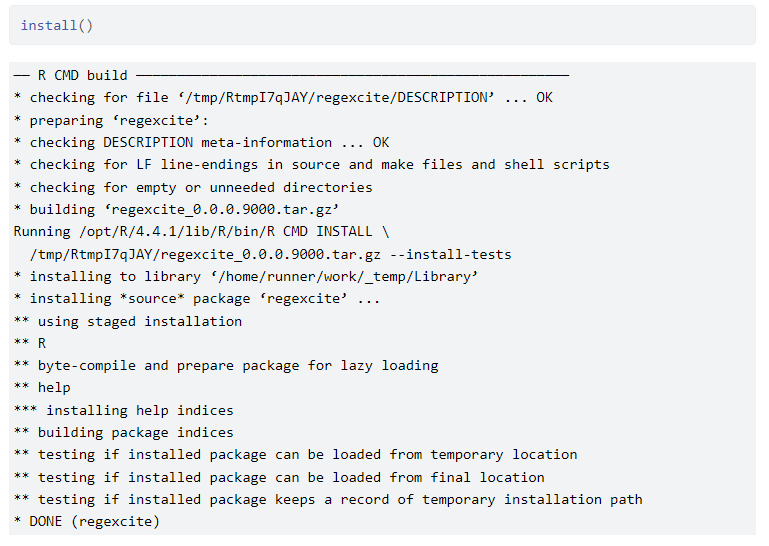 install()
── R CMD build ─────────────────────────────────────────────────────
* checking for file ‘/tmp/RtmpI7qJAY/regexcite/DESCRIPTION’ ... OK
* preparing ‘regexcite’:
* checking DESCRIPTION meta-information ... OK
* checking for LF line-endings in source and make files and shell scripts
* checking for empty or unneeded directories
* building ‘regexcite_0.0.0.9000.tar.gz’
Running /opt/R/4.4.1/lib/R/bin/R CMD INSTALL \
  /tmp/RtmpI7qJAY/regexcite_0.0.0.9000.tar.gz --install-tests
* installing to library ‘/home/runner/work/_temp/Library’
* installing *source* package ‘regexcite’ ...
** using staged installation
** R
** byte-compile and prepare package for lazy loading
** help
*** installing help indices
** building package indices
** testing if installed package can be loaded from temporary location
** testing if installed package can be loaded from final location
** testing if installed package keeps a record of temporary installation path
* DONE (regexcite)